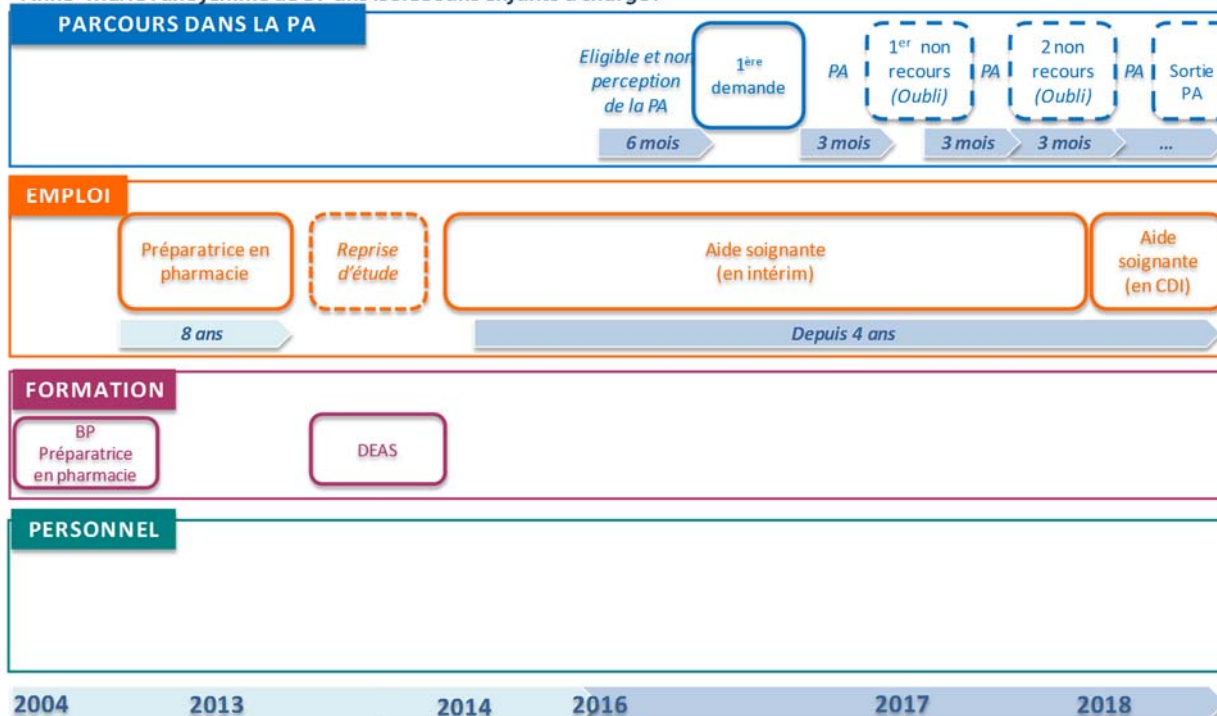 PARCOURS DANS LA PA
Eligible et non
perception
de la PA
1ère
demande
PA
1er non
recours
(Oubli)
PA
2 non
recours
(Oubli)
PA
Sortie
PA
6 mois
3 mois
3 mois
3 mois
...
EMPLOI
Préparatrice en
pharmacie
Reprise
d'étude
Aide soignante
(en intérim)
Aide
soignante
(en CDI)
8 ans
Depuis 4 ans
FORMATION
BP
Préparatrice
en pharmacie
DEAS
PERSONNEL
2004
2013
2014
2016
2017
2018